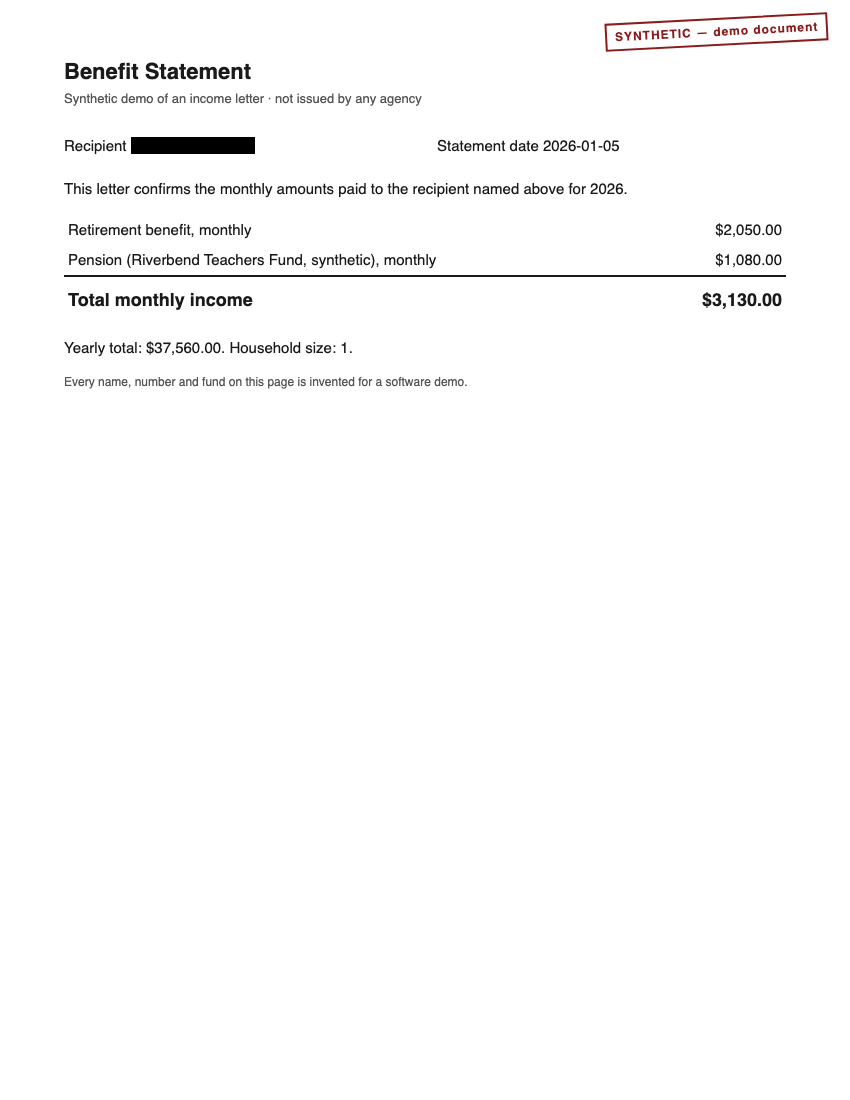 SYNTHETIC — demo document
Benefit Statement
Synthetic demo of an income letter · not issued by any agency
Recipient
Statement date 2026-01-05
This letter confirms the monthly amounts paid to the recipient named above for 2026.
Retirement benefit, monthly $2,050.00
Pension (Riverbend Teachers Fund, synthetic), monthly $1,080.00
Total monthly income $3,130.00
Yearly total: $37,560.00. Household size: 1.
Every name, number and fund on this page is invented for a software demo.